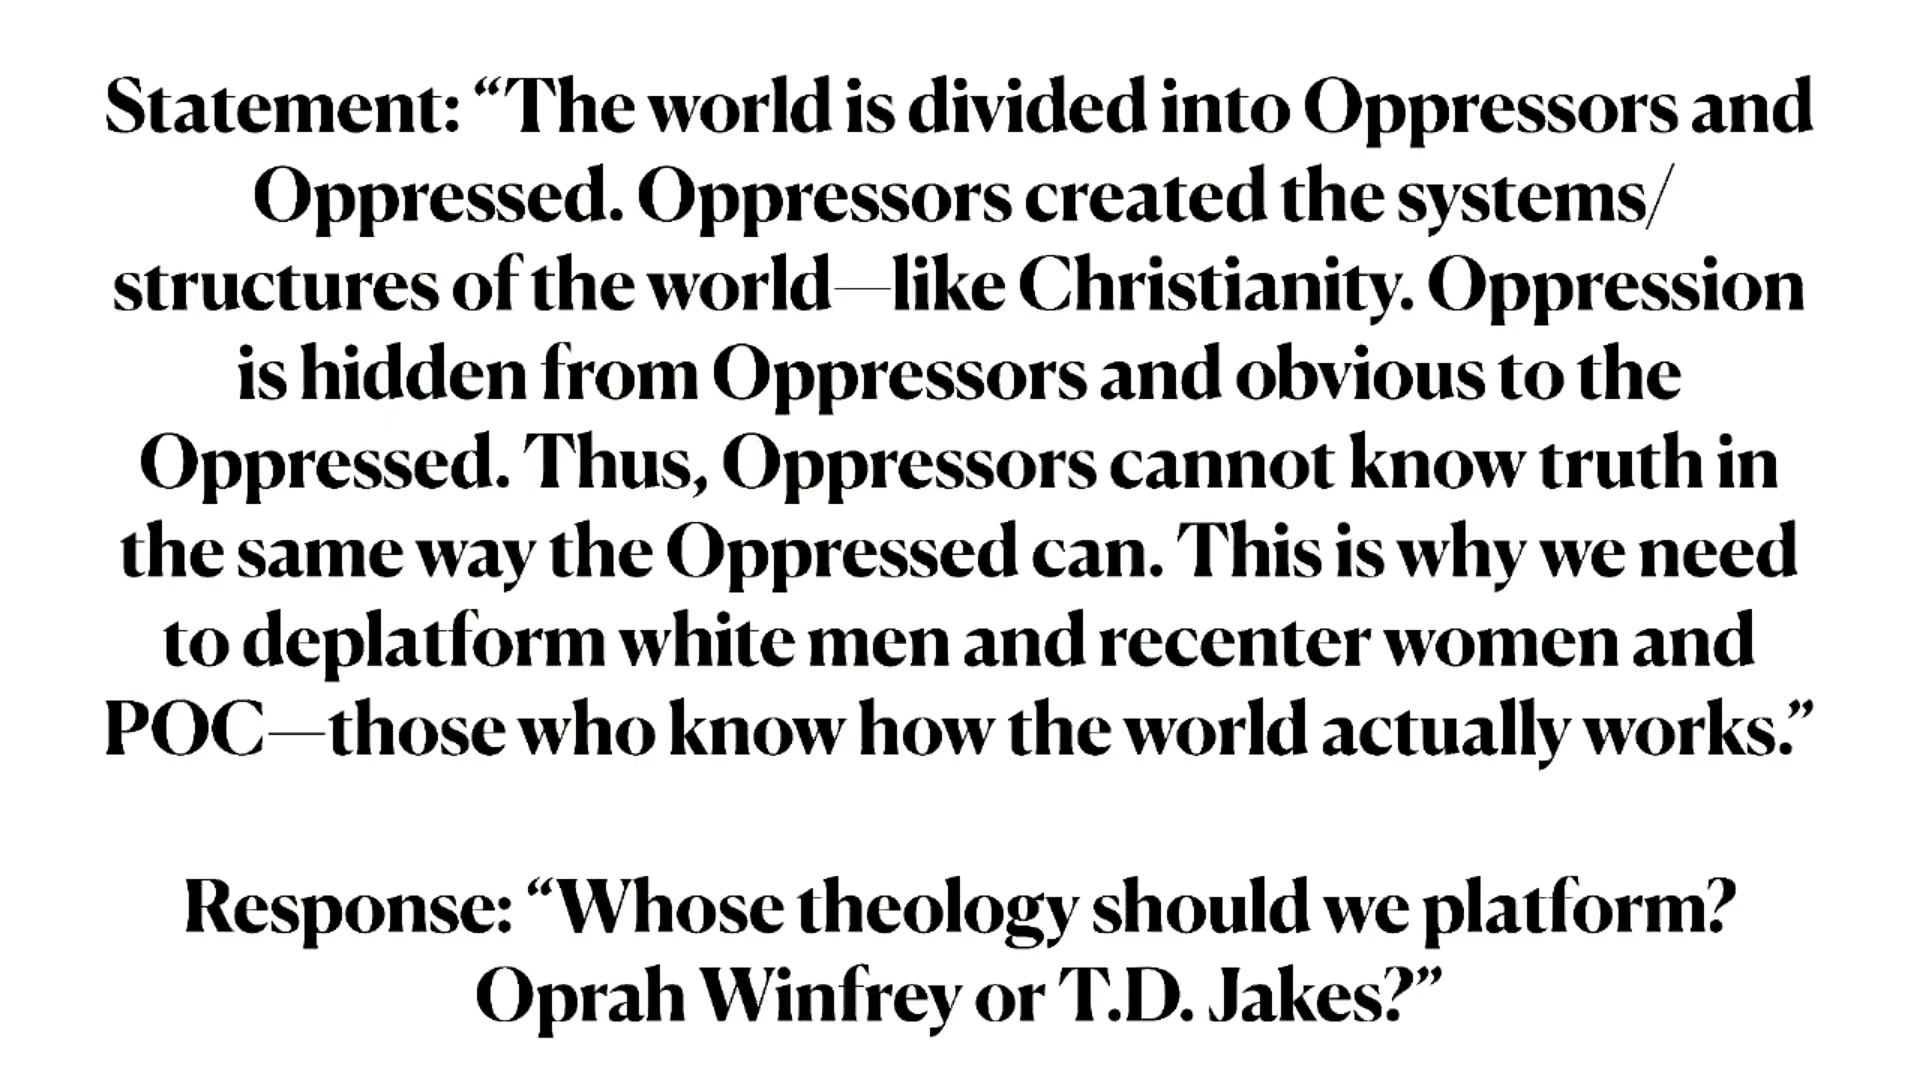 Statement: “The world is divided into Oppressors and
Oppressed. Oppressors created the systems/
structures of the world—like Christianity. Oppression
is hidden from Oppressors and obvious to the
Oppressed. Thus, Oppressors cannot know truth in
the same way the Oppressed can. This is why we need
to deplatform white men and recenter women and
POC—those who know how the world actually works.”
Response: “Whose theology should we platform?
Oprah Winfrey or T.D. Jakes?”